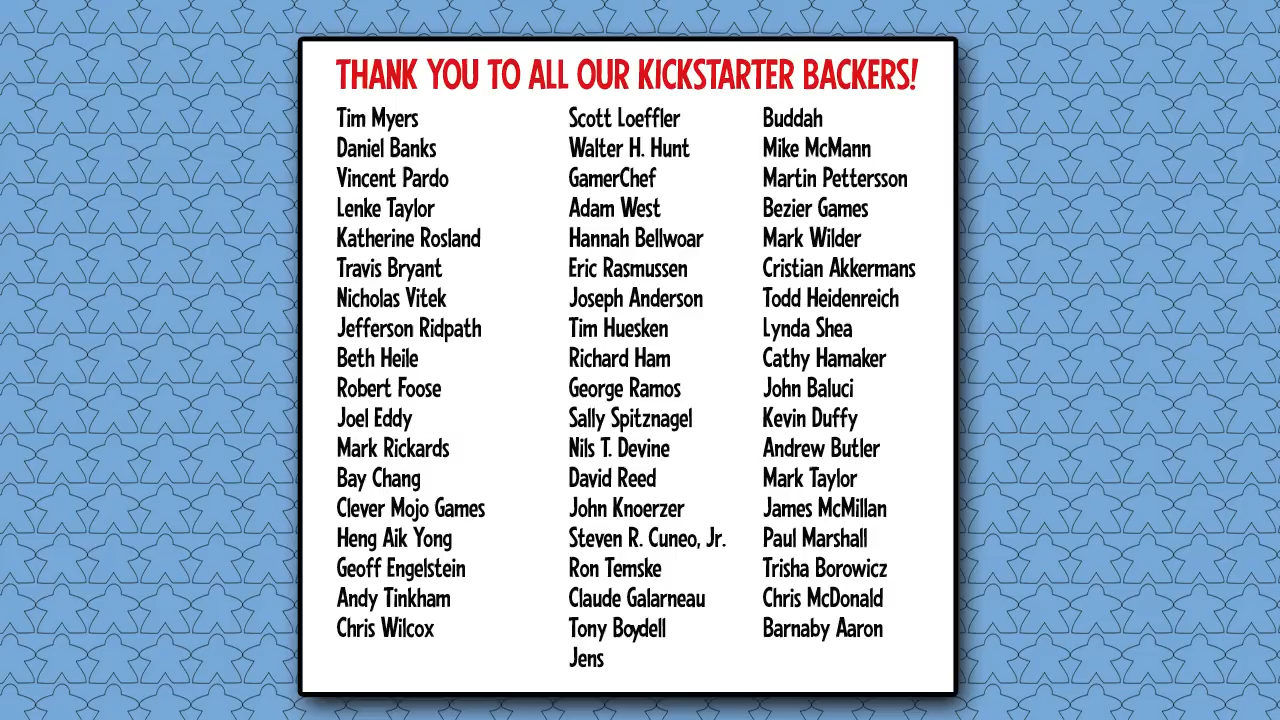 THANK YOU TO ALL OUR KICKSTARTER BACKERS!
Tim Myers
Daniel Banks
Vincent Pardo
Lenke Taylor
Katherine Rosland
Travis Bryant
Nicholas Vitek
Jefferson Ridpath
Beth Heile
Robert Foose
Joel Eddy
Mark Rickards
Bay Chang
Clever Mojo Games
Heng Aik Yong
Geoff Engelstein
Andy Tinkham
Chris Wilcox
Scott Loeffler
Walter H. Hunt
GamerChef
Adam West
Hannah Bellwoar
Eric Rasmussen
Joseph Anderson
Tim Huesken
Richard Ham
George Ramos
Sally Spitznagel
Nils T. Devine
David Reed
John Knoerzer
Steven R. Cuneo, Jr.
Ron Temske
Claude Galarneau
Tony Boydell
Jens
Buddah
Mike McMann
Martin Pettersson
Bezier Games
Mark Wilder
Cristian Akkermans
Todd Heidenreich
Lynda Shea
Cathy Hamaker
John Baluci
Kevin Duffy
Andrew Butler
Mark Taylor
James McMillan
Paul Marshall
Trisha Borowicz
Chris McDonald
Barnaby Aaron